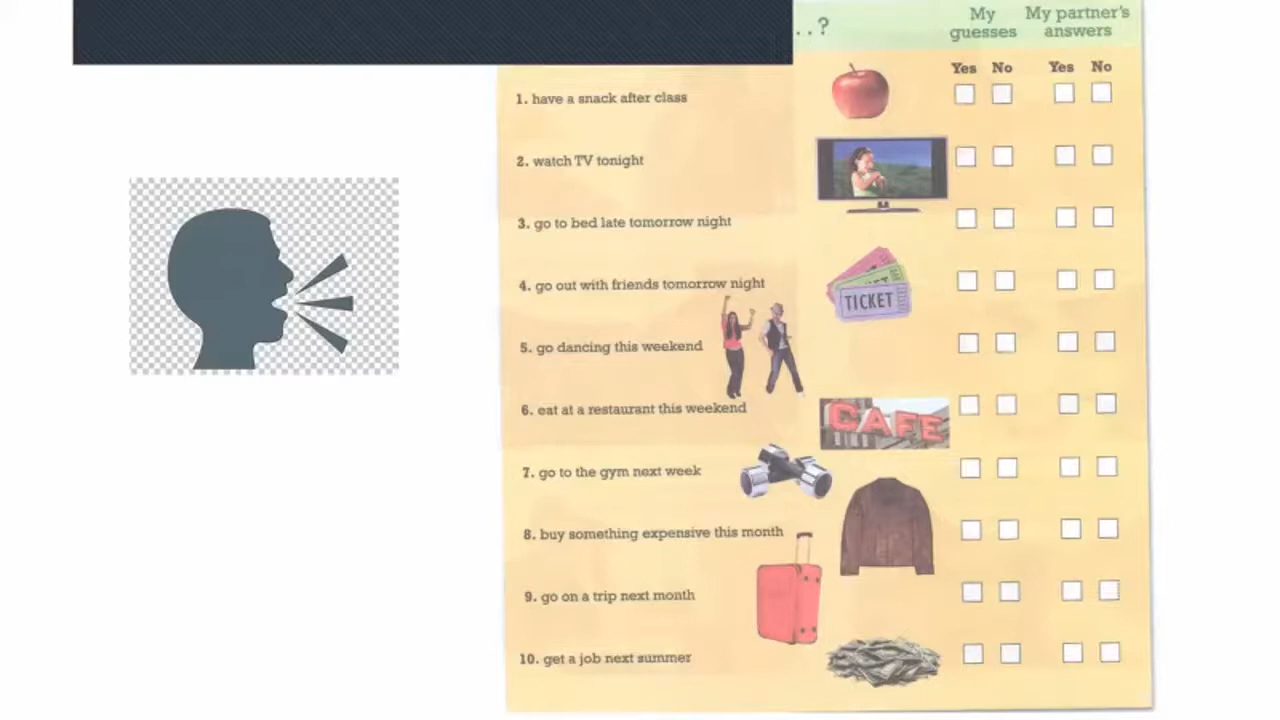 ..?
My guesses
My partner's answers
Yes No Yes No
1. have a snack after class
2. watch TV tonight
3. go to bed late tomorrow night
4. go out with friends tomorrow night
TICKET
5. go dancing this weekend
6. eat at a restaurant this weekend
CAFE
7. go to the gym next week
8. buy something expensive this month
9. go on a trip next month
10. get a job next summer